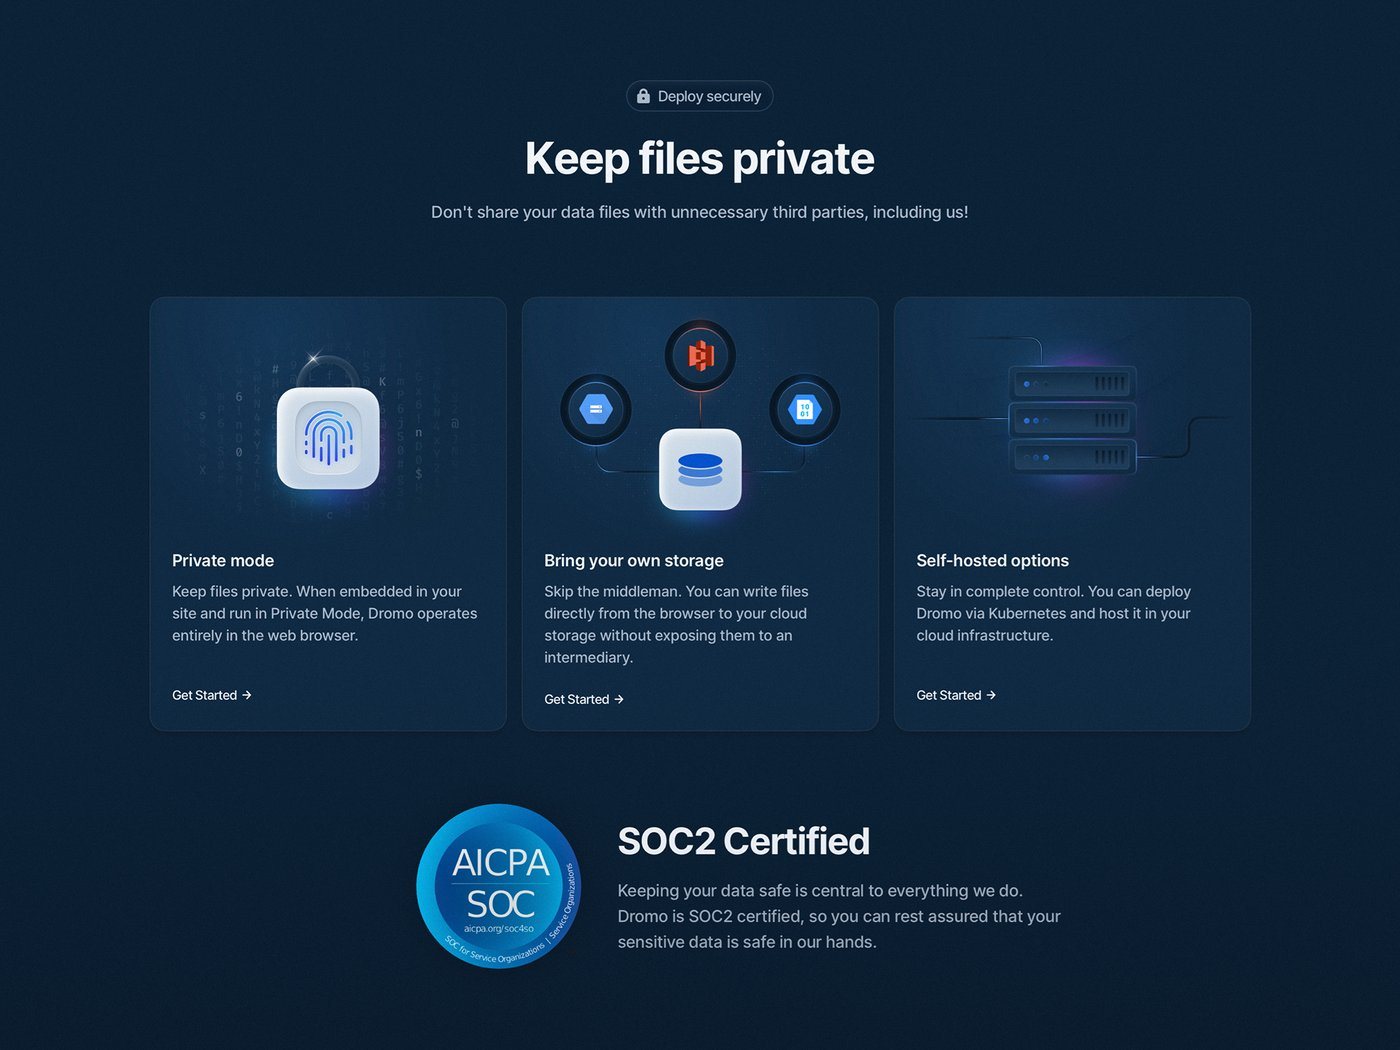 Deploy securely
Keep files private
Don't share your data files with unnecessary third parties, including us!
#
K
6
n
D
0
$
@
c
10
01
Private mode
Keep files private. When embedded in your
site and run in Private Mode, Dromo operates
entirely in the web browser.
Get Started →
Bring your own storage
Skip the middleman. You can write files
directly from the browser to your cloud
storage without exposing them to an
intermediary.
Get Started →
Self-hosted options
Stay in complete control. You can deploy
Dromo via Kubernetes and host it in your
cloud infrastructure.
Get Started →
AICPA
SOC
aicpa.org/soc4so
SOC for Service Organizations | Service Organizations
SOC2 Certified
Keeping your data safe is central to everything we do.
Dromo is SOC2 certified, so you can rest assured that your
sensitive data is safe in our hands.